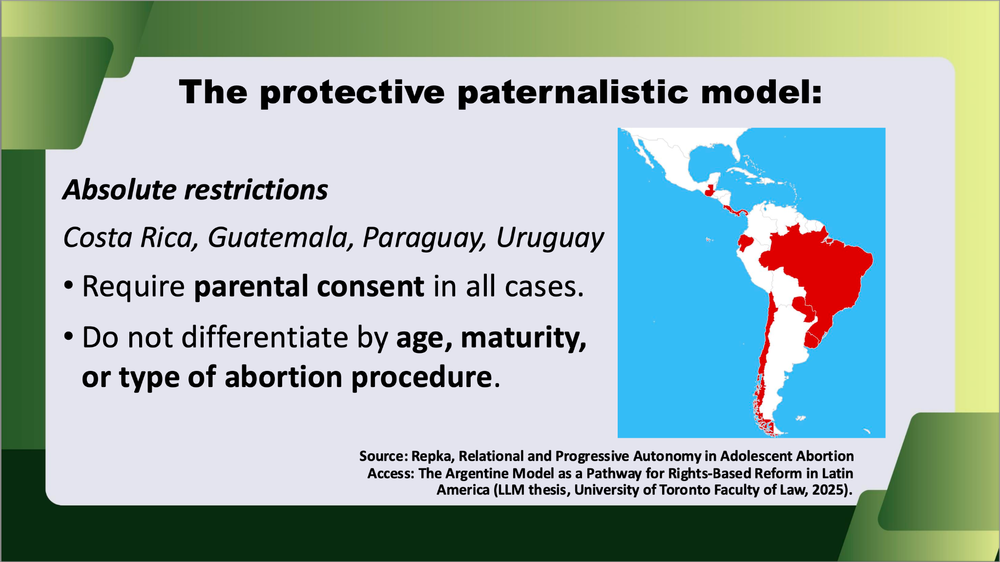 The protective paternalistic model:
Absolute restrictions
Costa Rica, Guatemala, Paraguay, Uruguay
• Require parental consent in all cases.
• Do not differentiate by age, maturity,
or type of abortion procedure.
Source: Repka, Relational and Progressive Autonomy in Adolescent Abortion
Access: The Argentine Model as a Pathway for Rights-Based Reform in Latin
America (LLM thesis, University of Toronto Faculty of Law, 2025).